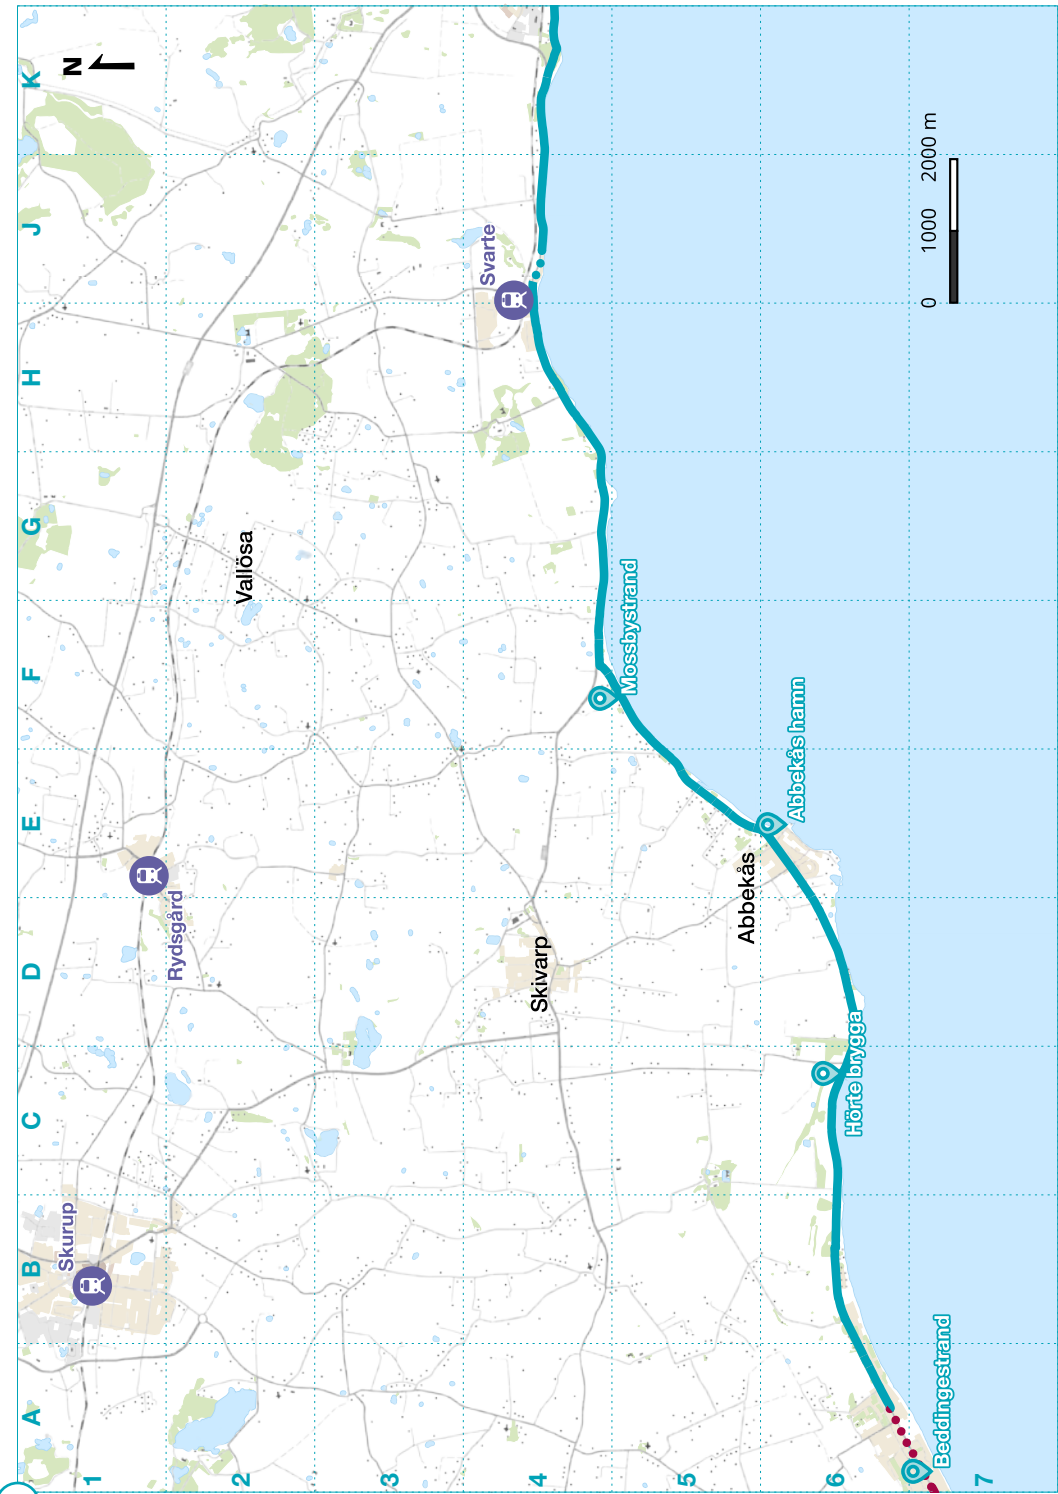 A
B
C
D
E
F
G
H
J
K
N
1
2
3
4
5
6
7
Skurup
Rydsgård
Vallösa
Svarte
Skivarp
Abbekås
Mossbystrand
Abbekås hamn
Hörte brygga
Beddingestrand
0 1000 2000 m